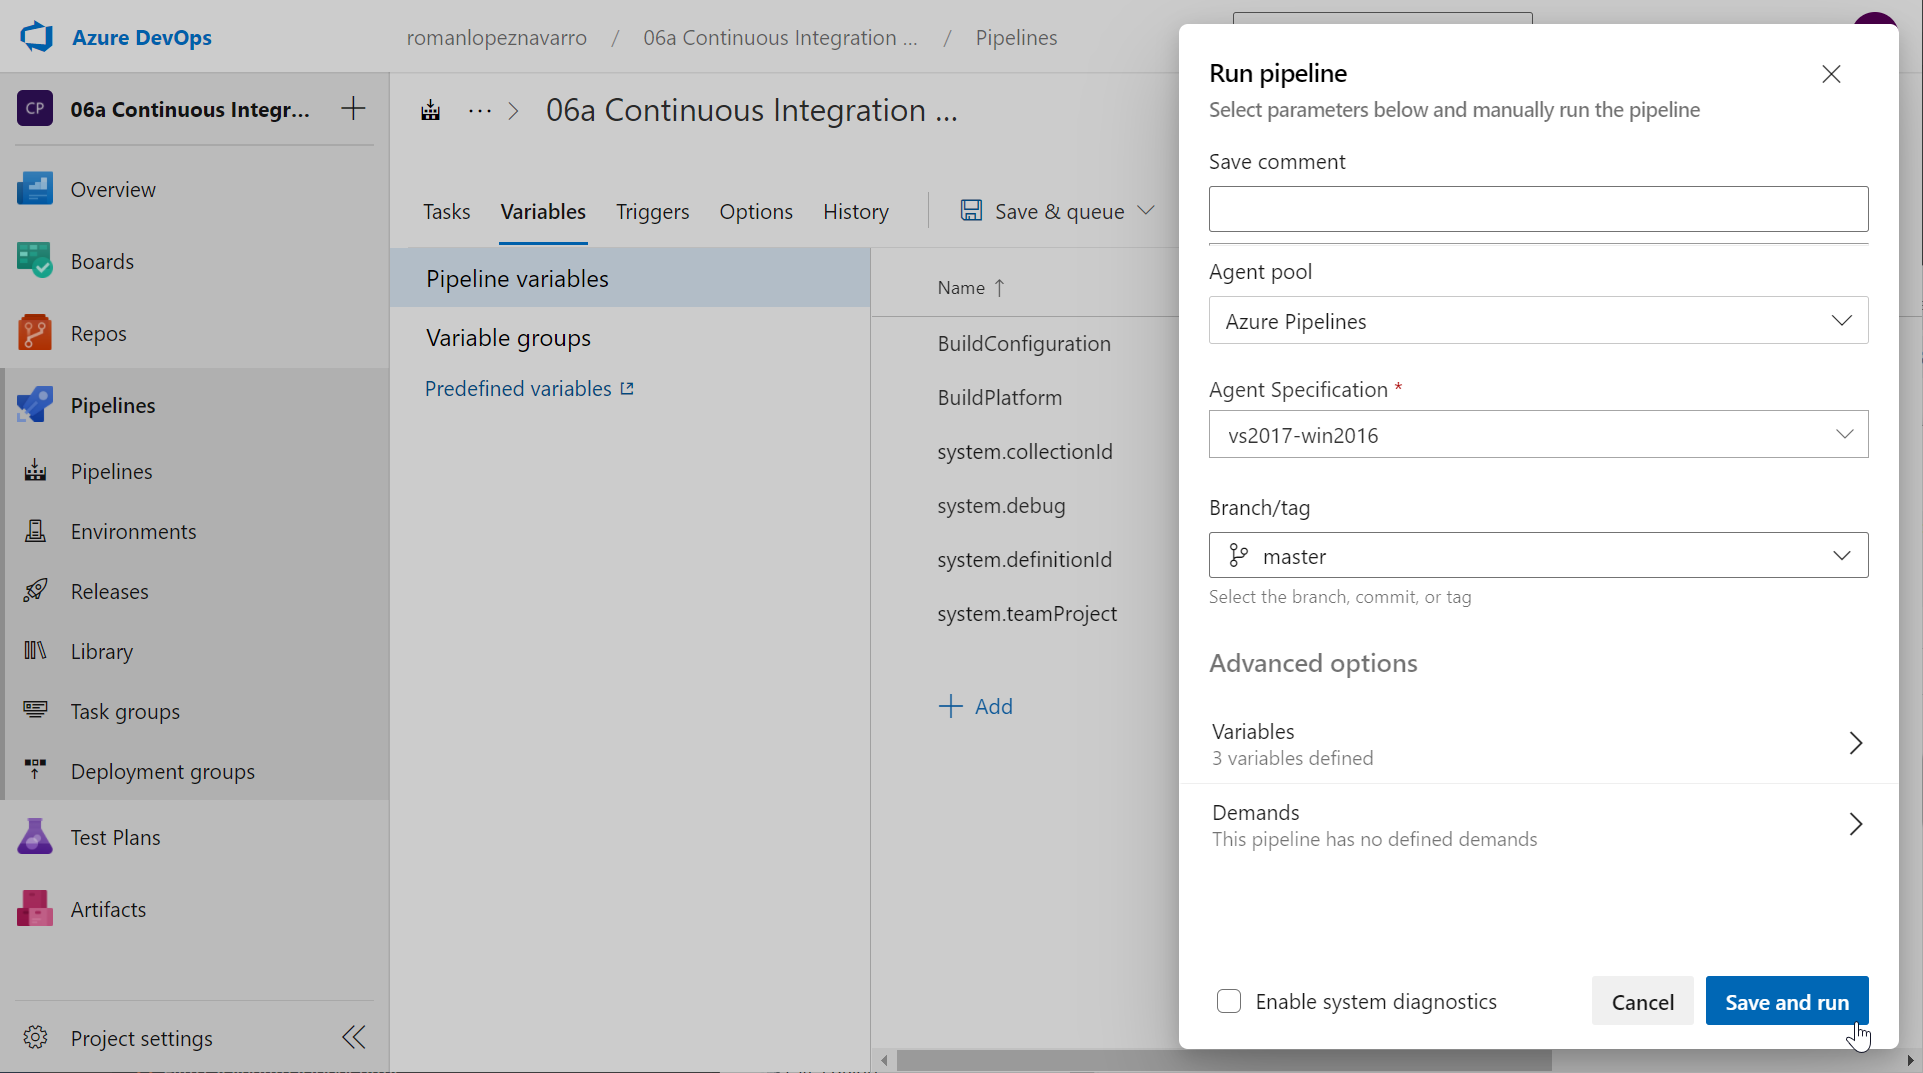 Azure DevOps
romanlopeznavarro / 06a Continuous Integration ... / Pipelines
CP 06a Continuous Integr...
Overview
Boards
Repos
Pipelines
Pipelines
Environments
Releases
Library
Task groups
Deployment groups
Test Plans
Artifacts
Project settings
... > 06a Continuous Integration ...
Tasks Variables Triggers Options History Save & queue
Pipeline variables
Variable groups
Predefined variables
Name ↑
BuildConfiguration
BuildPlatform
system.collectionId
system.debug
system.definitionId
system.teamProject
+ Add
Run pipeline
Select parameters below and manually run the pipeline
Save comment
Agent pool
Azure Pipelines
Agent Specification *
vs2017-win2016
Branch/tag
master
Select the branch, commit, or tag
Advanced options
Variables
3 variables defined
Demands
This pipeline has no defined demands
Enable system diagnostics
Cancel
Save and run